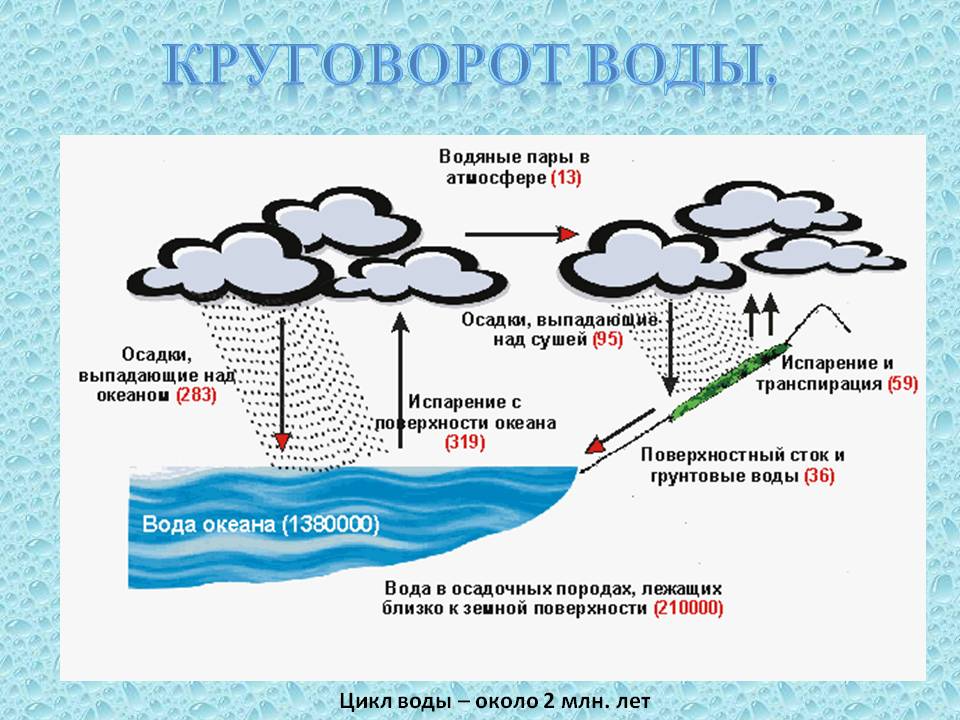 КРУГОВОРОТ ВОДЫ.
Водяные пары в
атмосфере (13)
Осадки, выпадающие
над сушей (95)
Осадки,
выпадающие над
океаном (283)
Испарение и
транспирация (59)
Испарение с
поверхности океана
(319)
Поверхностный сток и
грунтовые воды (36)
Вода океана (1380000)
Вода в осадочных породах, лежащих
близко к земной поверхности (210000)
Цикл воды – около 2 млн. лет